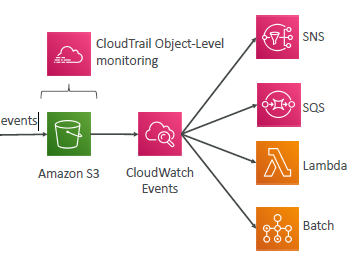 CloudTrail Object-Level
monitoring
SNS
SQS
events
Amazon S3
CloudWatch
Events
Lambda
Batch